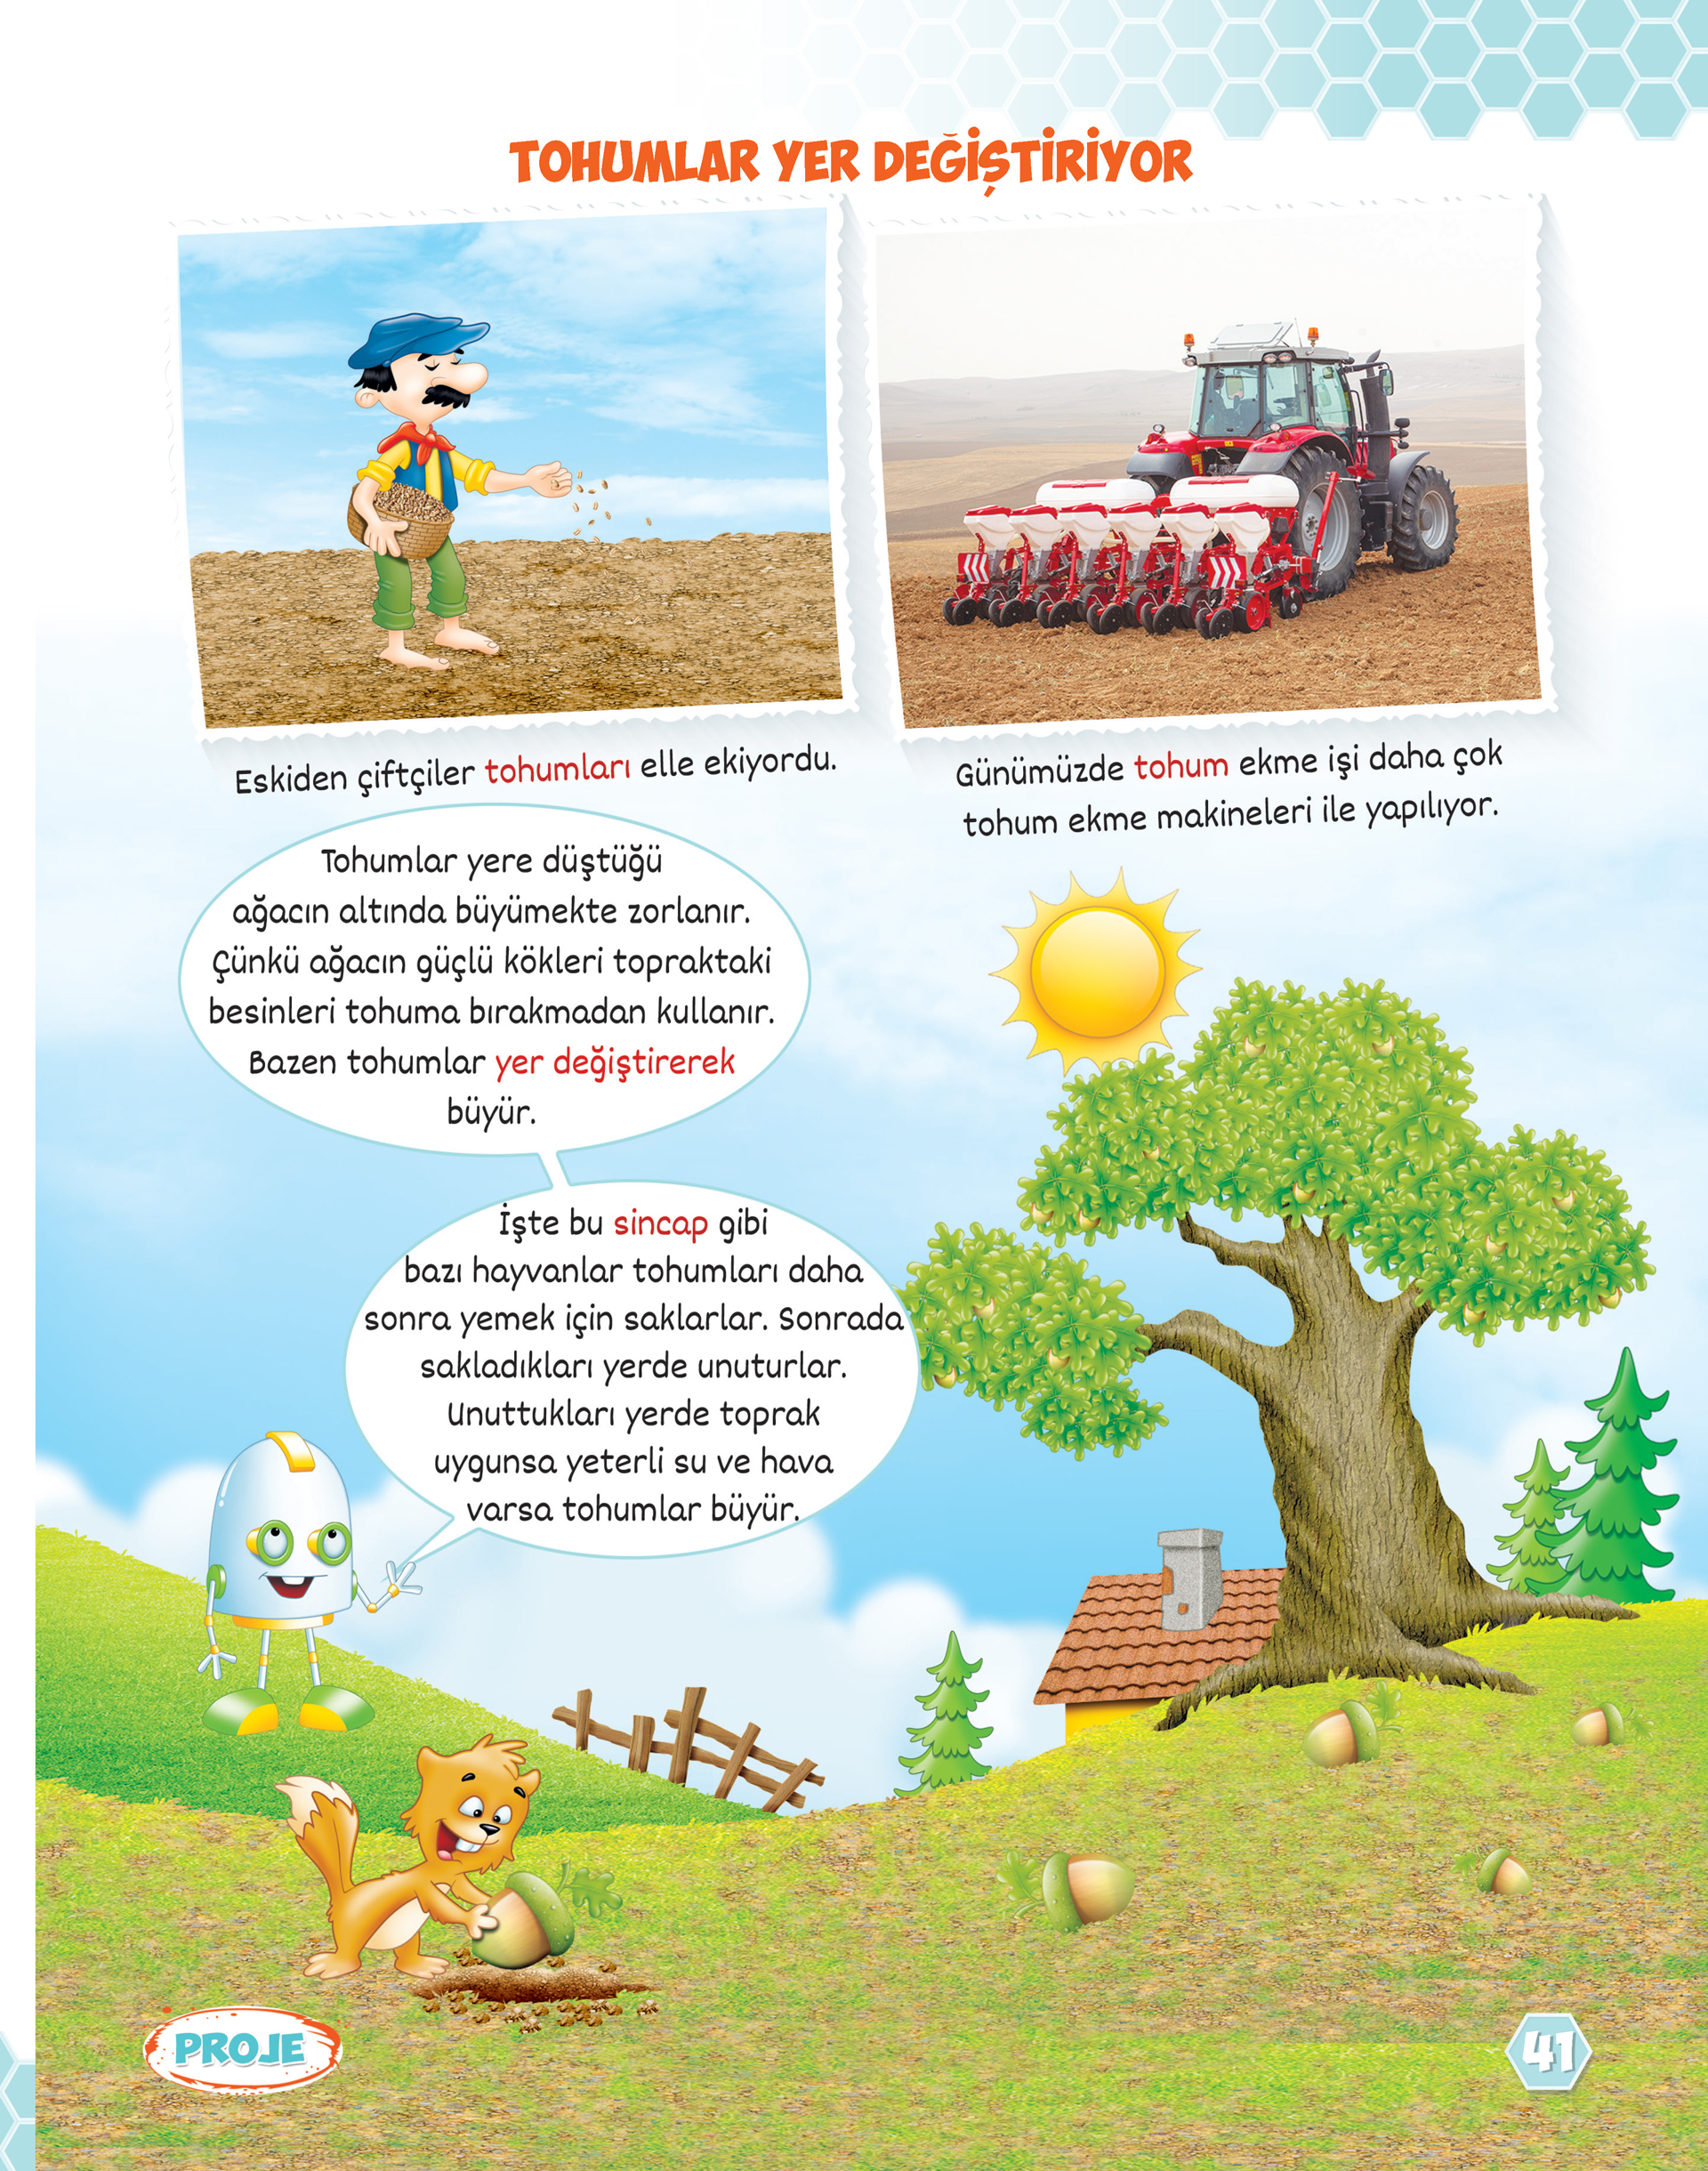 TOHUMLAR YER DEĞİŞTİRİYOR
Eskiden çiftçiler tohumları elle ekiyordu.
Günümüzde tohum ekme işi daha çok
tohum ekme makineleri ile yapılıyor.
Tohumlar yere düştüğü
ağacın altında büyümekte zorlanır.
Çünkü ağacın güçlü kökleri topraktaki
besinleri tohuma bırakmadan kullanır.
Bazen tohumlar yer değiştirerek
büyür.
İşte bu sincap gibi
bazı hayvanlar tohumları daha
sonra yemek için saklarlar. Sonrada
sakladıkları yerde unuturlar.
Unuttukları yerde toprak
uygunsa yeterli su ve hava
varsa tohumlar büyür.
PROJE
41